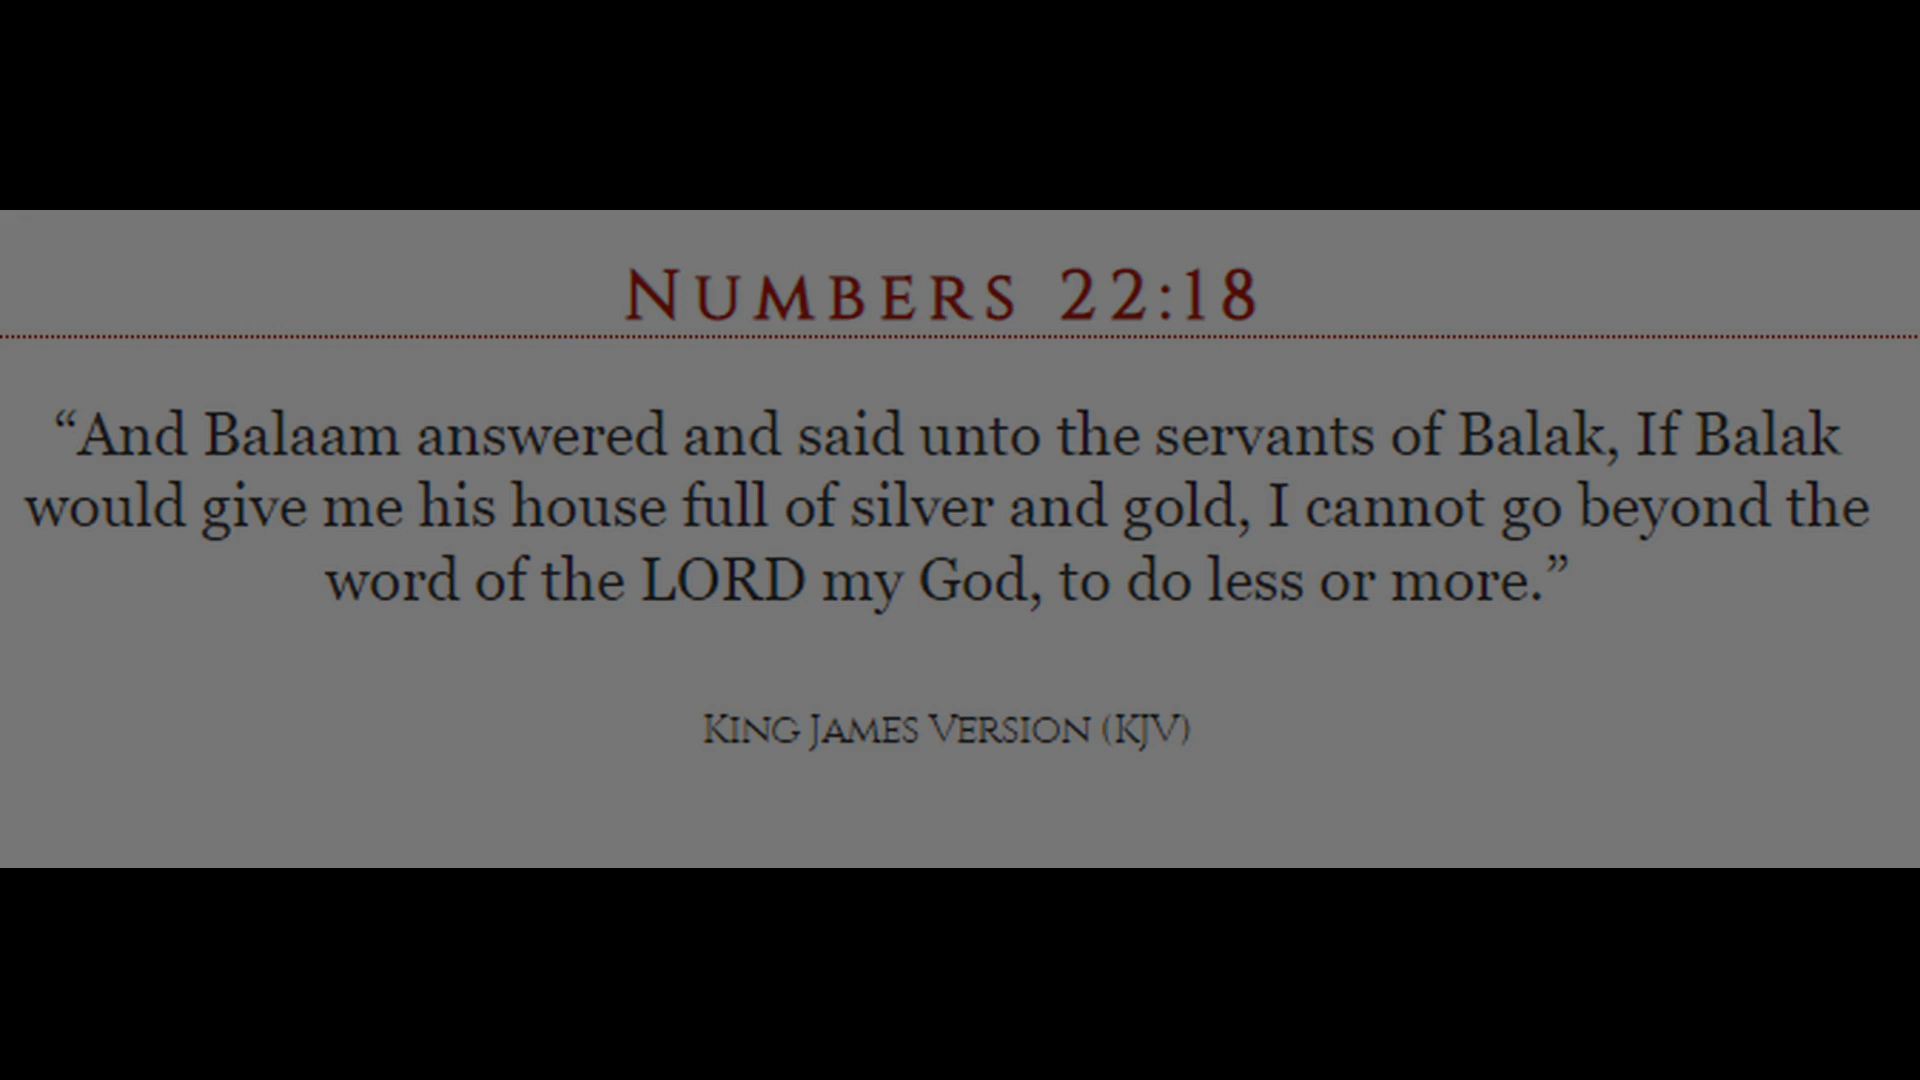 NUMBERS 22:18
“And Balaam answered and said unto the servants of Balak, If Balak
would give me his house full of silver and gold, I cannot go beyond the
word of the LORD my God, to do less or more.”
KING JAMES VERSION (KJV)